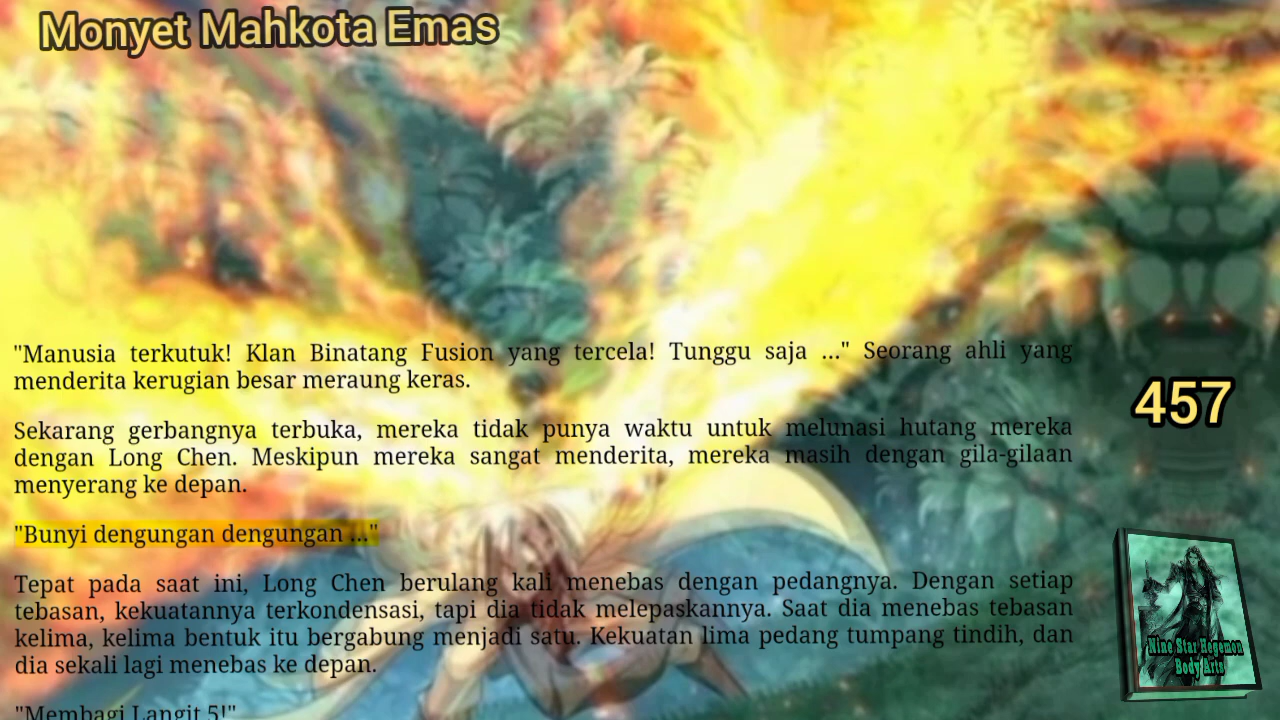 Monyet Mahkota Emas
"Manusia terkutuk! Klan Binatang Fusion yang tercela! Tunggu saja ..." Seorang ahli yang
menderita kerugian besar meraung keras.
Sekarang gerbangnya terbuka, mereka tidak punya waktu untuk melunasi hutang mereka
dengan Long Chen. Meskipun mereka sangat menderita, mereka masih dengan gila-gilaan
menyerang ke depan.
"Bunyi dengungan dengungan ..."
Tepat pada saat ini, Long Chen berulang kali menebas dengan pedangnya. Dengan setiap
tebasan, kekuatannya terkondensasi, tapi dia tidak melepaskannya. Saat dia menebas tebasan
kelima, kelima bentuk itu bergabung menjadi satu. Kekuatan lima pedang tumpang tindih, dan
dia sekali lagi menebas ke depan.
"Membagi Langit 5!"
457
Nine Star Hegemon
Body Arts